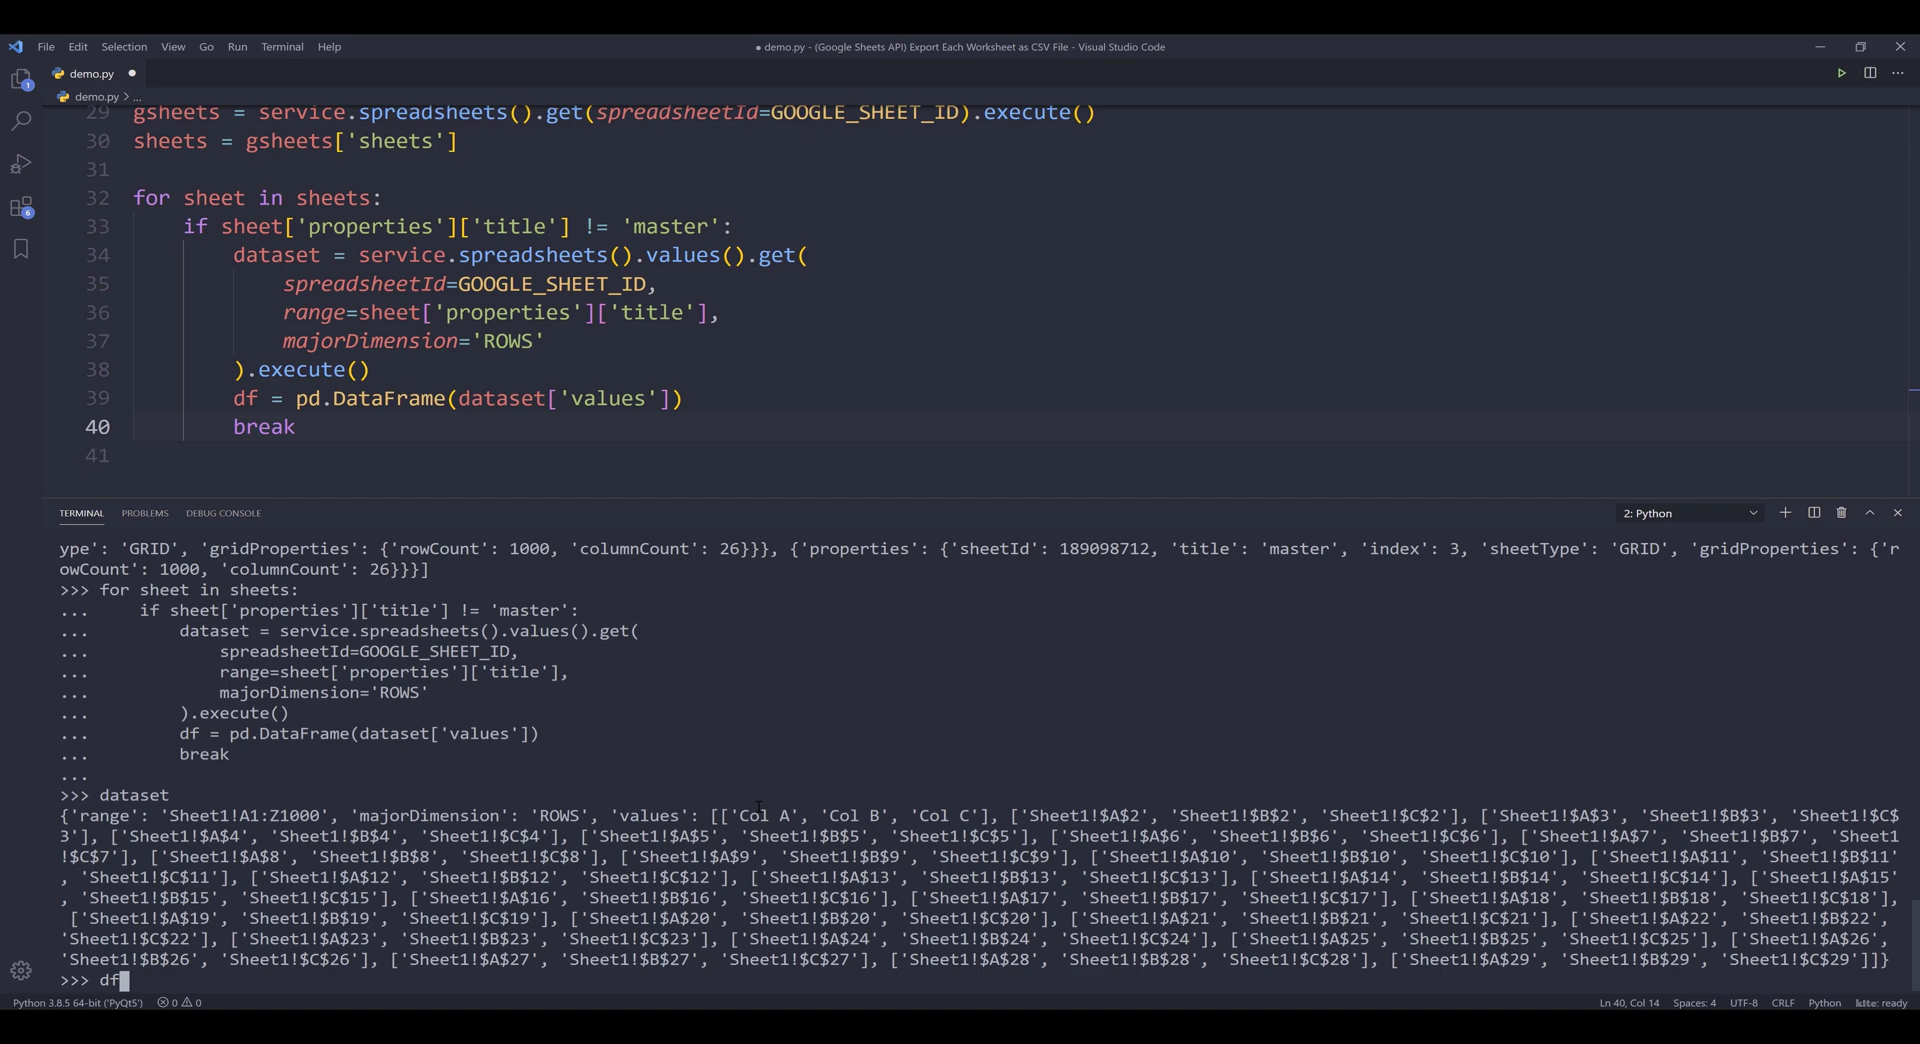 File Edit Selection View Go Run Terminal Help
● demo.py - (Google Sheets API) Export Each Worksheet as CSV File - Visual Studio Code
demo.py
demo.py > ...
29 gsheets = service.spreadsheets().get(spreadsheetId=GOOGLE_SHEET_ID).execute()
30 sheets = gsheets['sheets']
31
32 for sheet in sheets:
33 if sheet['properties']['title'] != 'master':
34 dataset = service.spreadsheets().values().get(
35 spreadsheetId=GOOGLE_SHEET_ID,
36 range=sheet['properties']['title'],
37 majorDimension='ROWS'
38 ).execute()
39 df = pd.DataFrame(dataset['values'])
40 break
41
1
6
TERMINAL PROBLEMS DEBUG CONSOLE
2: Python
ype': 'GRID', 'gridProperties': {'rowCount': 1000, 'columnCount': 26}}}, {'properties': {'sheetId': 189098712, 'title': 'master', 'index': 3, 'sheetType': 'GRID', 'gridProperties': {'r
owCount': 1000, 'columnCount': 26}}}]
>>> for sheet in sheets:
... if sheet['properties']['title'] != 'master':
... dataset = service.spreadsheets().values().get(
... spreadsheetId=GOOGLE_SHEET_ID,
... range=sheet['properties']['title'],
... majorDimension='ROWS'
... ).execute()
... df = pd.DataFrame(dataset['values'])
... break
...
>>> dataset
{'range': 'Sheet1!A1:Z1000', 'majorDimension': 'ROWS', 'values': [['Col A', 'Col B', 'Col C'], ['Sheet1!$A$2', 'Sheet1!$B$2', 'Sheet1!$C$2'], ['Sheet1!$A$3', 'Sheet1!$B$3', 'Sheet1!$C$
3'], ['Sheet1!$A$4', 'Sheet1!$B$4', 'Sheet1!$C$4'], ['Sheet1!$A$5', 'Sheet1!$B$5', 'Sheet1!$C$5'], ['Sheet1!$A$6', 'Sheet1!$B$6', 'Sheet1!$C$6'], ['Sheet1!$A$7', 'Sheet1!$B$7', 'Sheet1
!$C$7'], ['Sheet1!$A$8', 'Sheet1!$B$8', 'Sheet1!$C$8'], ['Sheet1!$A$9', 'Sheet1!$B$9', 'Sheet1!$C$9'], ['Sheet1!$A$10', 'Sheet1!$B$10', 'Sheet1!$C$10'], ['Sheet1!$A$11', 'Sheet1!$B$11'
, 'Sheet1!$C$11'], ['Sheet1!$A$12', 'Sheet1!$B$12', 'Sheet1!$C$12'], ['Sheet1!$A$13', 'Sheet1!$B$13', 'Sheet1!$C$13'], ['Sheet1!$A$14', 'Sheet1!$B$14', 'Sheet1!$C$14'], ['Sheet1!$A$15'
, 'Sheet1!$B$15', 'Sheet1!$C$15'], ['Sheet1!$A$16', 'Sheet1!$B$16', 'Sheet1!$C$16'], ['Sheet1!$A$17', 'Sheet1!$B$17', 'Sheet1!$C$17'], ['Sheet1!$A$18', 'Sheet1!$B$18', 'Sheet1!$C$18'],
['Sheet1!$A$19', 'Sheet1!$B$19', 'Sheet1!$C$19'], ['Sheet1!$A$20', 'Sheet1!$B$20', 'Sheet1!$C$20'], ['Sheet1!$A$21', 'Sheet1!$B$21', 'Sheet1!$C$21'], ['Sheet1!$A$22', 'Sheet1!$B$22',
'Sheet1!$C$22'], ['Sheet1!$A$23', 'Sheet1!$B$23', 'Sheet1!$C$23'], ['Sheet1!$A$24', 'Sheet1!$B$24', 'Sheet1!$C$24'], ['Sheet1!$A$25', 'Sheet1!$B$25', 'Sheet1!$C$25'], ['Sheet1!$A$26',
'Sheet1!$B$26', 'Sheet1!$C$26'], ['Sheet1!$A$27', 'Sheet1!$B$27', 'Sheet1!$C$27'], ['Sheet1!$A$28', 'Sheet1!$B$28', 'Sheet1!$C$28'], ['Sheet1!$A$29', 'Sheet1!$B$29', 'Sheet1!$C$29']]}
>>> df
Python 3.8.5 64-bit ('PyQt5') 0 0 Ln 40, Col 14 Spaces: 4 UTF-8 CRLF Python kite: ready